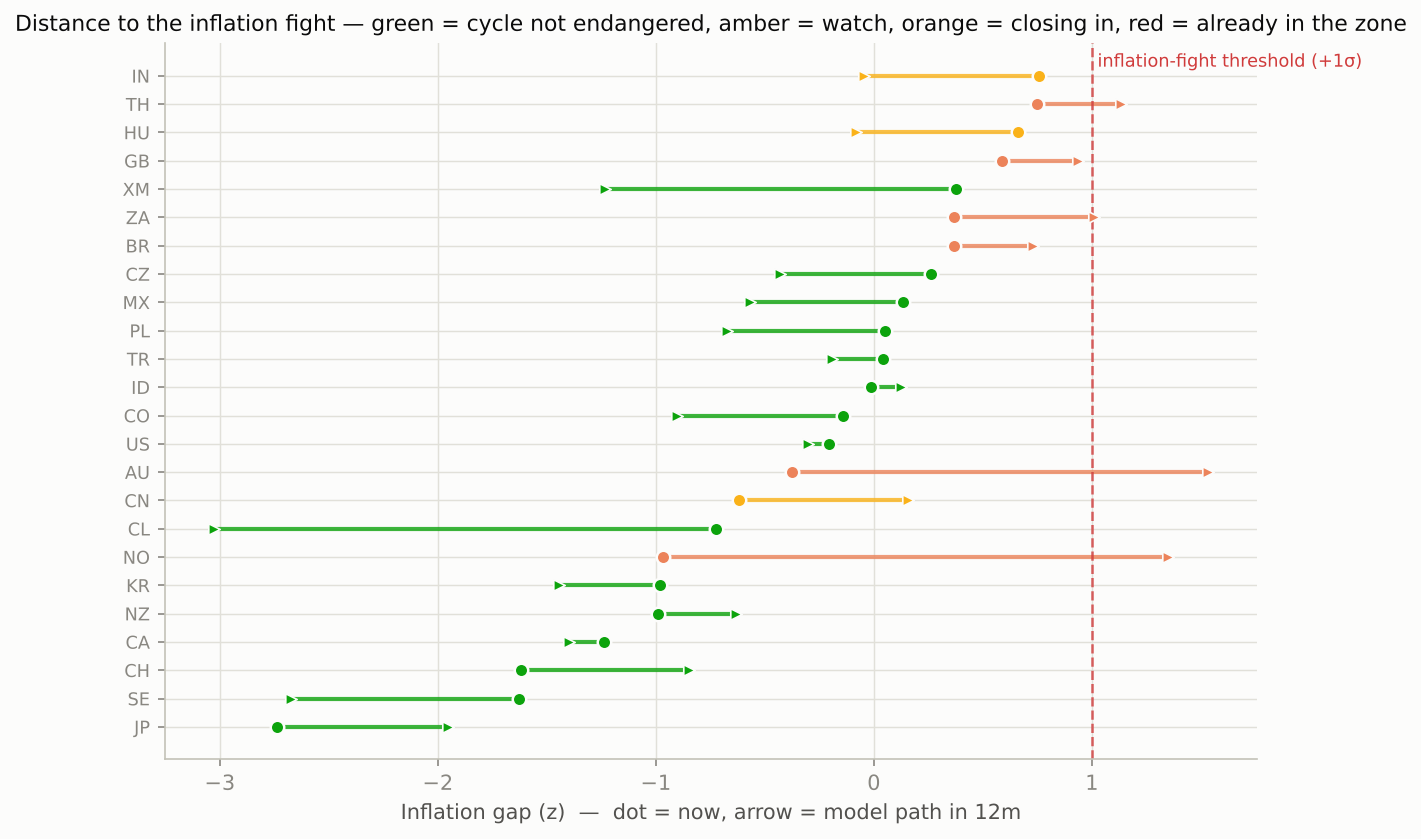 Distance to the inflation fight — green = cycle not endangered, amber = watch, orange = closing in, red = already in the zone
inflation-fight threshold (+1σ)
IN
TH
HU
GB
XM
ZA
BR
CZ
MX
PL
TR
ID
CO
US
AU
CN
CL
NO
KR
NZ
CA
CH
SE
JP
−3 −2 −1 0 1
Inflation gap (z) — dot = now, arrow = model path in 12m